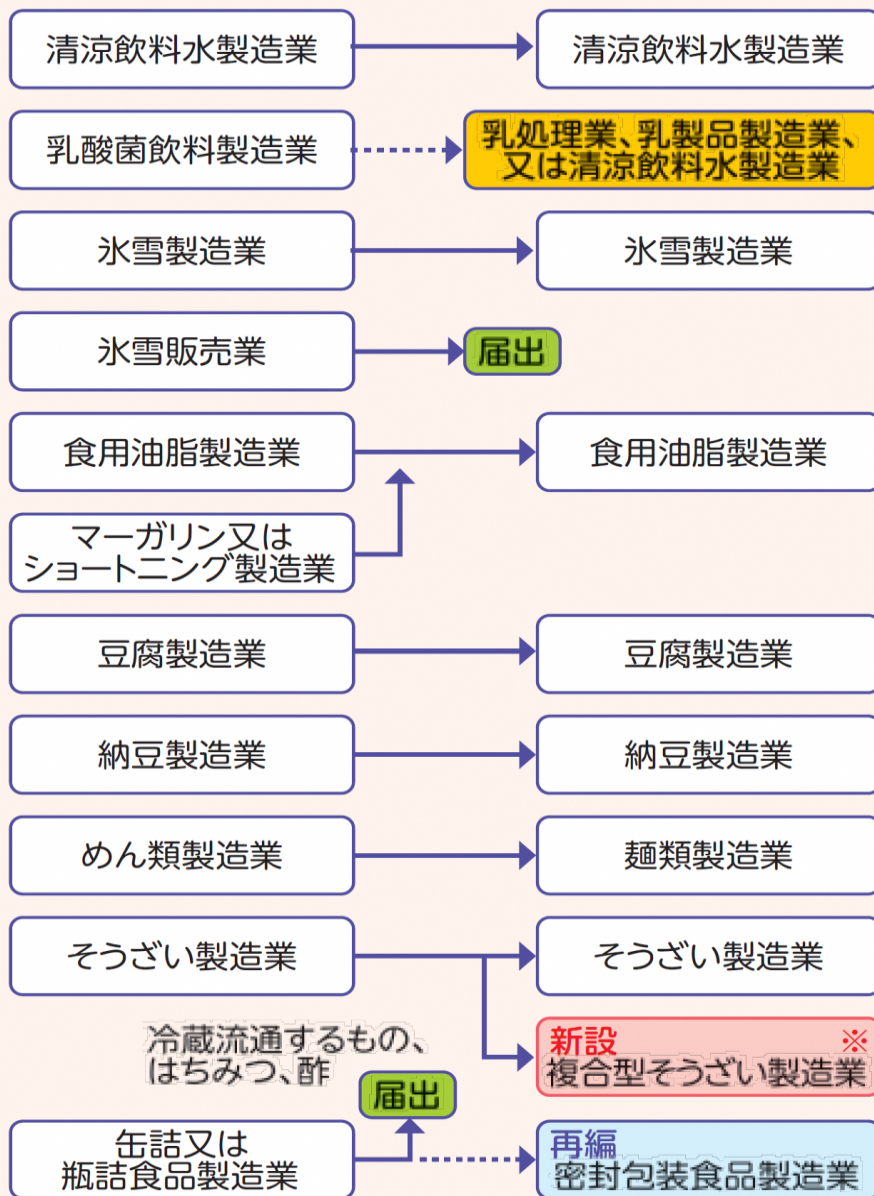 清涼飲料水製造業
清涼飲料水製造業
乳酸菌飲料製造業
乳処理業、乳製品製造業、
又は清涼飲料水製造業
氷雪製造業
氷雪製造業
氷雪販売業
届出
食用油脂製造業
食用油脂製造業
マーガリン又は
ショートニング製造業
豆腐製造業
豆腐製造業
納豆製造業
納豆製造業
めん類製造業
麺類製造業
そうざい製造業
そうざい製造業
新設 ※
複合型そうざい製造業
冷蔵流通するもの、
はちみつ、酢
届出
缶詰又は
瓶詰食品製造業
再編
密封包装食品製造業